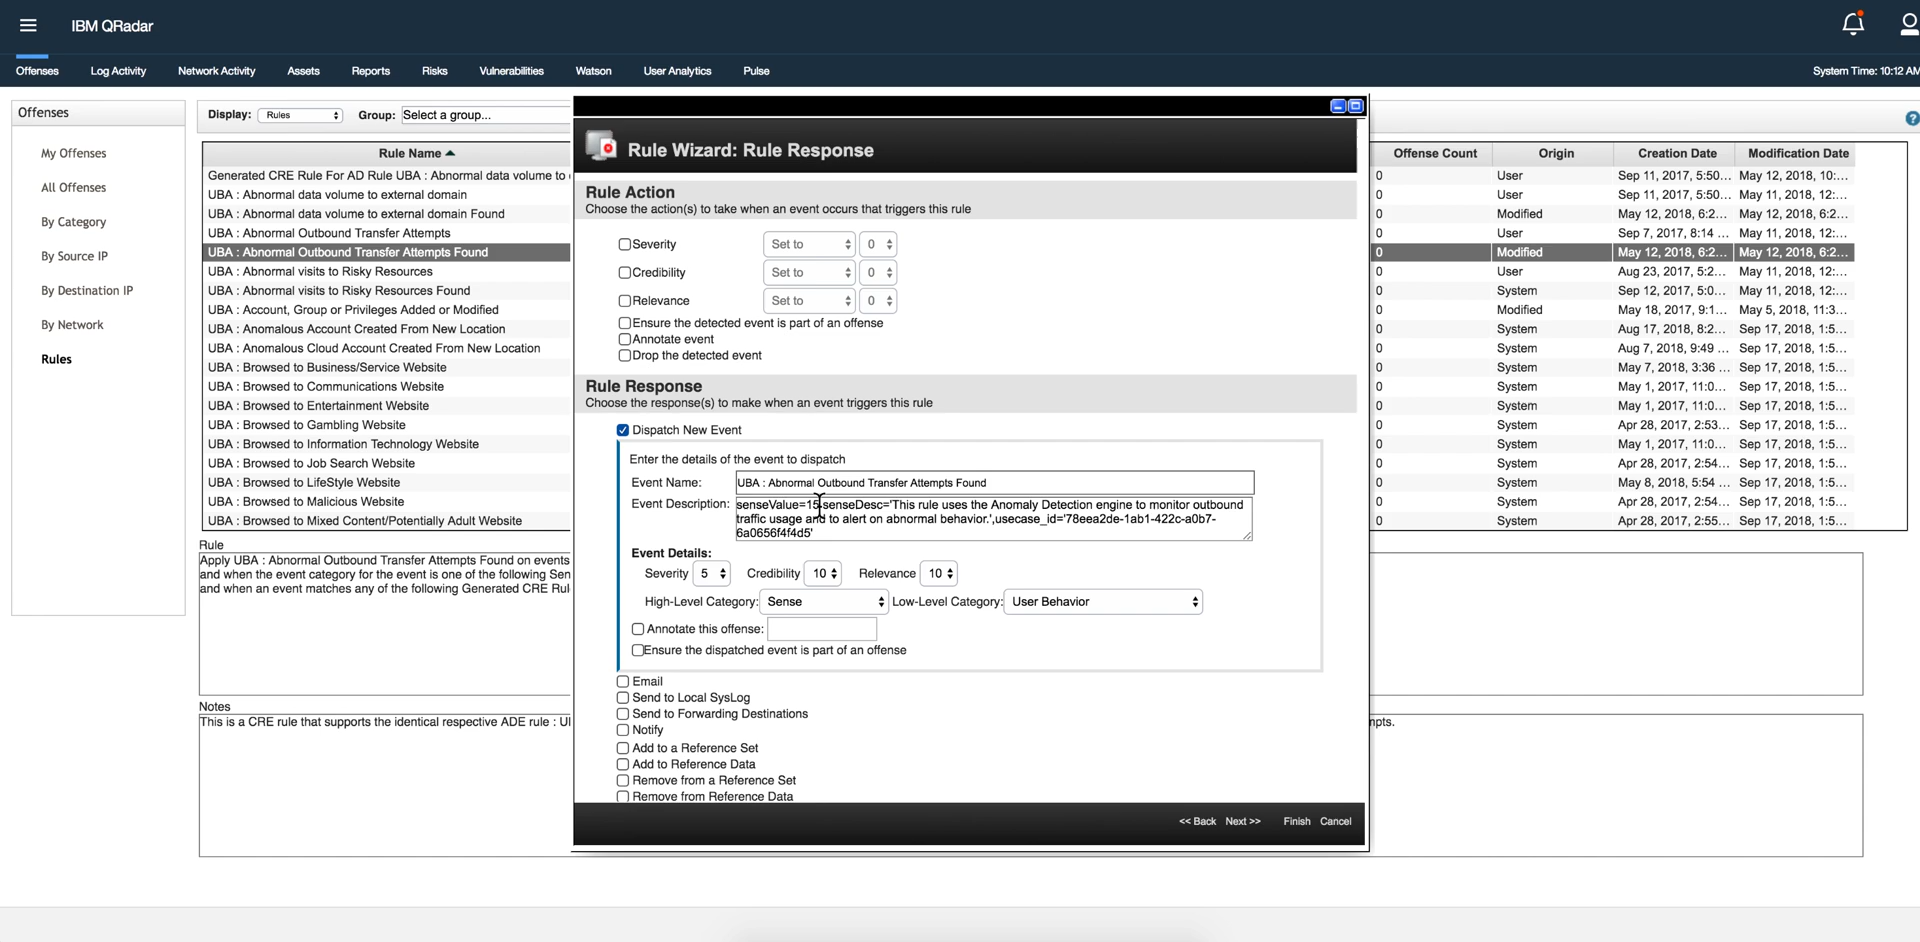 IBM QRadar
Offenses Log Activity Network Activity Assets Reports Risks Vulnerabilities Watson User Analytics Pulse System Time: 10:12 AM
Offenses
My Offenses
All Offenses
By Category
By Source IP
By Destination IP
By Network
Rules
Display: Rules Group: Select a group...
Rule Name
Generated CRE Rule For AD Rule UBA : Abnormal data volume to
UBA : Abnormal data volume to external domain
UBA : Abnormal data volume to external domain Found
UBA : Abnormal Outbound Transfer Attempts
UBA : Abnormal Outbound Transfer Attempts Found
UBA : Abnormal visits to Risky Resources
UBA : Abnormal visits to Risky Resources Found
UBA : Account, Group or Privileges Added or Modified
UBA : Anomalous Account Created From New Location
UBA : Anomalous Cloud Account Created From New Location
UBA : Browsed to Business/Service Website
UBA : Browsed to Communications Website
UBA : Browsed to Entertainment Website
UBA : Browsed to Gambling Website
UBA : Browsed to Information Technology Website
UBA : Browsed to Job Search Website
UBA : Browsed to LifeStyle Website
UBA : Browsed to Malicious Website
UBA : Browsed to Mixed Content/Potentially Adult Website
Rule
Apply UBA : Abnormal Outbound Transfer Attempts Found on events
and when the event category for the event is one of the following Sen
and when an event matches any of the following Generated CRE Rul
Notes
This is a CRE rule that supports the identical respective ADE rule : U
Rule Wizard: Rule Response
Rule Action
Choose the action(s) to take when an event occurs that triggers this rule
Severity Set to 0
Credibility Set to 0
Relevance Set to 0
Ensure the detected event is part of an offense
Annotate event
Drop the detected event
Rule Response
Choose the response(s) to make when an event triggers this rule
Dispatch New Event
Enter the details of the event to dispatch
Event Name: UBA : Abnormal Outbound Transfer Attempts Found
Event Description: senseValue=15,senseDesc='This rule uses the Anomaly Detection engine to monitor outbound
traffic usage and to alert on abnormal behavior.',usecase_id='78eea2de-1ab1-422c-a0b7-
6a0656f4f4d5'
Event Details:
Severity 5 Credibility 10 Relevance 10
High-Level Category: Sense Low-Level Category: User Behavior
Annotate this offense:
Ensure the dispatched event is part of an offense
Email
Send to Local SysLog
Send to Forwarding Destinations
Notify
Add to a Reference Set
Add to Reference Data
Remove from a Reference Set
Remove from Reference Data
<< Back Next >> Finish Cancel
Offense Count Origin Creation Date Modification Date
0 User Sep 11, 2017, 5:50... May 12, 2018, 10:...
0 User Sep 11, 2017, 5:50... May 11, 2018, 12:...
0 Modified May 12, 2018, 6:2... May 12, 2018, 6:2...
0 User Sep 7, 2017, 8:14 ... May 11, 2018, 12:...
0 Modified May 12, 2018, 6:2... May 12, 2018, 6:2...
0 User Aug 23, 2017, 5:2... May 11, 2018, 12:...
0 System Sep 12, 2017, 5:0... May 11, 2018, 12:...
0 Modified May 18, 2017, 9:1... May 5, 2018, 11:3...
0 System Aug 17, 2018, 8:2... Sep 17, 2018, 1:5...
0 System Aug 7, 2018, 9:49 ... Sep 17, 2018, 1:5...
0 System May 7, 2018, 3:36 ... Sep 17, 2018, 1:5...
0 System May 1, 2017, 11:0... Sep 17, 2018, 1:5...
0 System May 1, 2017, 11:0... Sep 17, 2018, 1:5...
0 System Apr 28, 2017, 2:53... Sep 17, 2018, 1:5...
0 System May 1, 2017, 11:0... Sep 17, 2018, 1:5...
0 System Apr 28, 2017, 2:54... Sep 17, 2018, 1:5...
0 System May 8, 2018, 5:54 ... Sep 17, 2018, 1:5...
0 System Apr 28, 2017, 2:54... Sep 17, 2018, 1:5...
0 System Apr 28, 2017, 2:55... Sep 17, 2018, 1:5...
mpts.